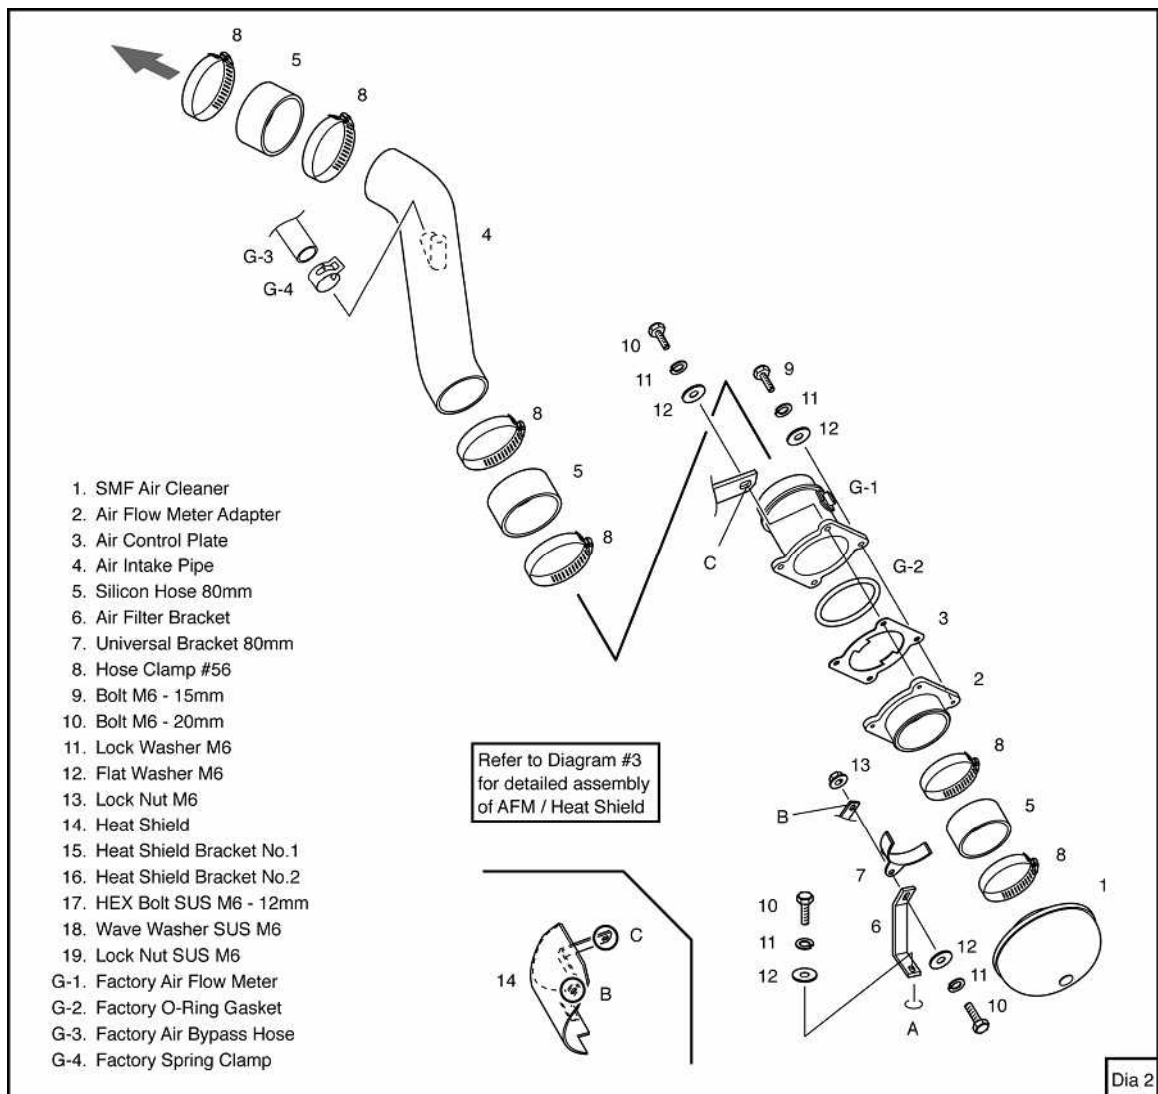 8
5
8
4
G-3
G-4
10
11
12
9
11
12
8
5
8
G-1
C
G-2
3
2
1. SMF Air Cleaner
2. Air Flow Meter Adapter
3. Air Control Plate
4. Air Intake Pipe
5. Silicon Hose 80mm
6. Air Filter Bracket
7. Universal Bracket 80mm
8. Hose Clamp #56
9. Bolt M6 - 15mm
10. Bolt M6 - 20mm
11. Lock Washer M6
12. Flat Washer M6
13. Lock Nut M6
14. Heat Shield
15. Heat Shield Bracket No.1
16. Heat Shield Bracket No.2
17. HEX Bolt SUS M6 - 12mm
18. Wave Washer SUS M6
19. Lock Nut SUS M6
G-1. Factory Air Flow Meter
G-2. Factory O-Ring Gasket
G-3. Factory Air Bypass Hose
G-4. Factory Spring Clamp
Refer to Diagram #3
for detailed assembly
of AFM / Heat Shield
13
8
B
5
7
8
1
10
6
11
12
12
11
10
A
14
C
B
Dia 2